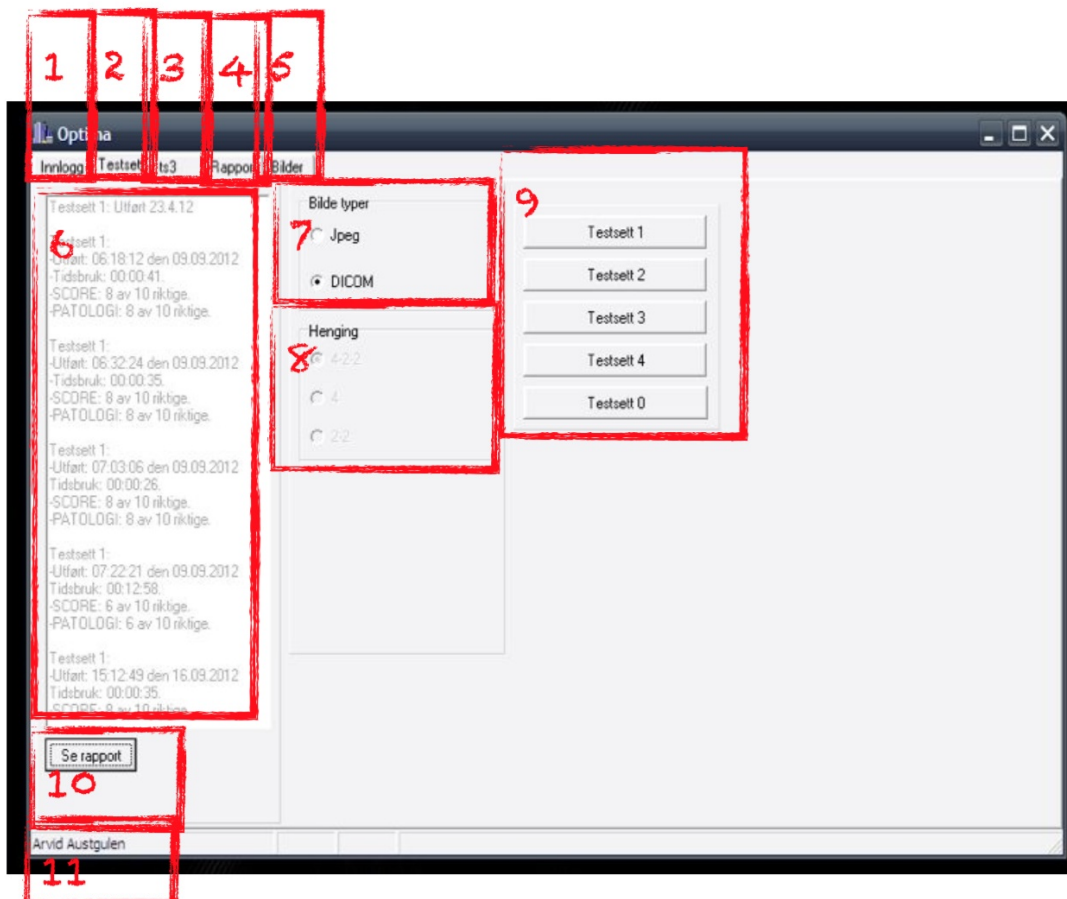 1 2 3 4 5
Optima
Innlogg Testsett ts3 Rapport Bilder
6
Testsett 1: Utført 23.4.12
Testsett 1:
-Utført: 06:18:12 den 09.09.2012
-Tidsbruk: 00:00:41.
-SCORE: 8 av 10 riktige.
-PATOLOGI: 8 av 10 riktige.
Testsett 1:
-Utført: 06:32:24 den 09.09.2012
-Tidsbruk: 00:00:35.
-SCORE: 8 av 10 riktige.
-PATOLOGI: 8 av 10 riktige.
Testsett 1:
-Utført: 07:03:06 den 09.09.2012
Tidsbruk: 00:00:26.
-SCORE: 8 av 10 riktige.
-PATOLOGI: 8 av 10 riktige.
Testsett 1:
-Utført: 07:22:21 den 09.09.2012
Tidsbruk: 00:12:58.
-SCORE: 6 av 10 riktige.
-PATOLOGI: 6 av 10 riktige.
Testsett 1:
-Utført: 15:12:49 den 16.09.2012
Tidsbruk: 00:00:35.
-SCORE: 8 av 10 riktige.
Bilde typer
7
Jpeg
DICOM
Henging
8
4-2-2
4
2-2
9
Testsett 1
Testsett 2
Testsett 3
Testsett 4
Testsett 0
Se rapport
10
Arvid Austgulen
11